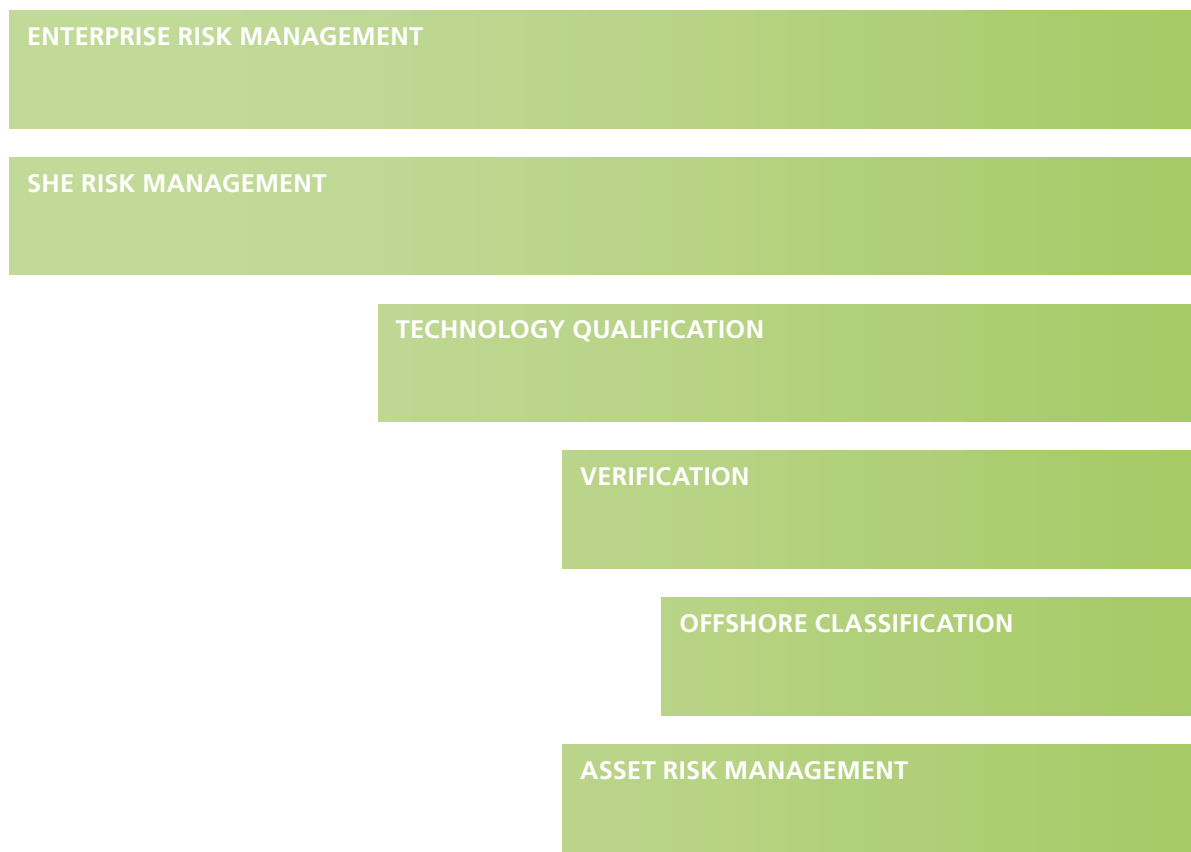 ENTERPRISE RISK MANAGEMENT
SHE RISK MANAGEMENT
TECHNOLOGY QUALIFICATION
VERIFICATION
OFFSHORE CLASSIFICATION
ASSET RISK MANAGEMENT